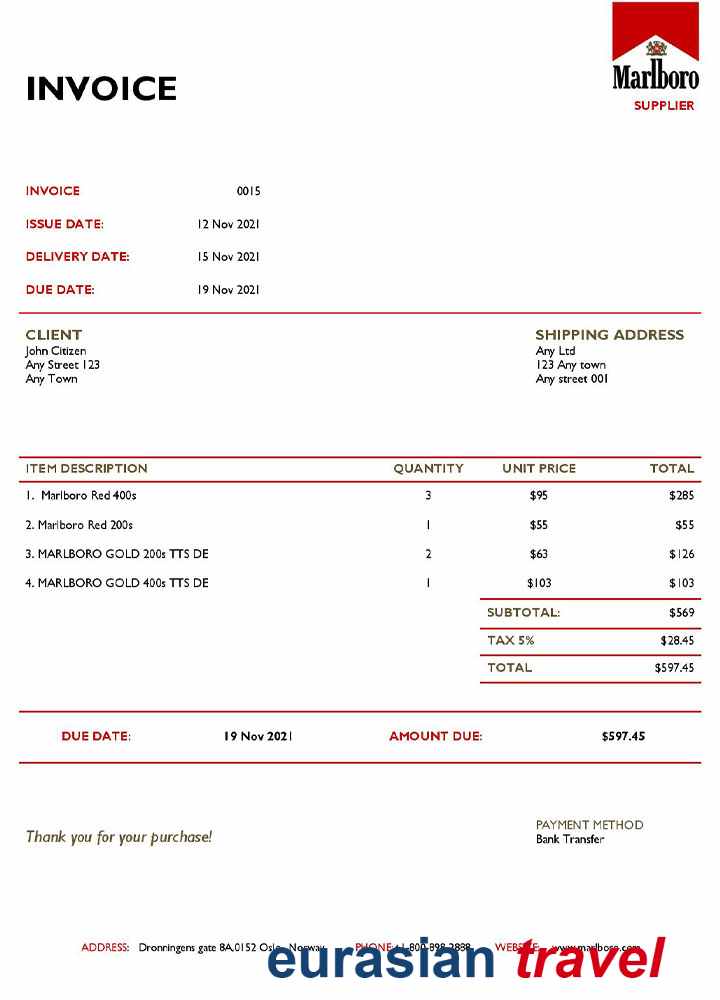 Marlboro
SUPPLIER
INVOICE
INVOICE 0015
ISSUE DATE: 12 Nov 2021
DELIVERY DATE: 15 Nov 2021
DUE DATE: 19 Nov 2021
CLIENT SHIPPING ADDRESS
John Citizen Any Ltd
Any Street 123 123 Any town
Any Town Any street 001
ITEM DESCRIPTION QUANTITY UNIT PRICE TOTAL
1. Marlboro Red 400s 3 $95 $285
2. Marlboro Red 200s 1 $55 $55
3. MARLBORO GOLD 200s TTS DE 2 $63 $126
4. MARLBORO GOLD 400s TTS DE 1 $103 $103
SUBTOTAL: $569
TAX 5% $28.45
TOTAL $597.45
DUE DATE: 19 Nov 2021 AMOUNT DUE: $597.45
PAYMENT METHOD
Thank you for your purchase! Bank Transfer
ADDRESS: Dronningens gate 8A,0152 Oslo, Norway PHONE:+1-800-898-2888 WEBSITE: www.marlboro.com
eurasian travel